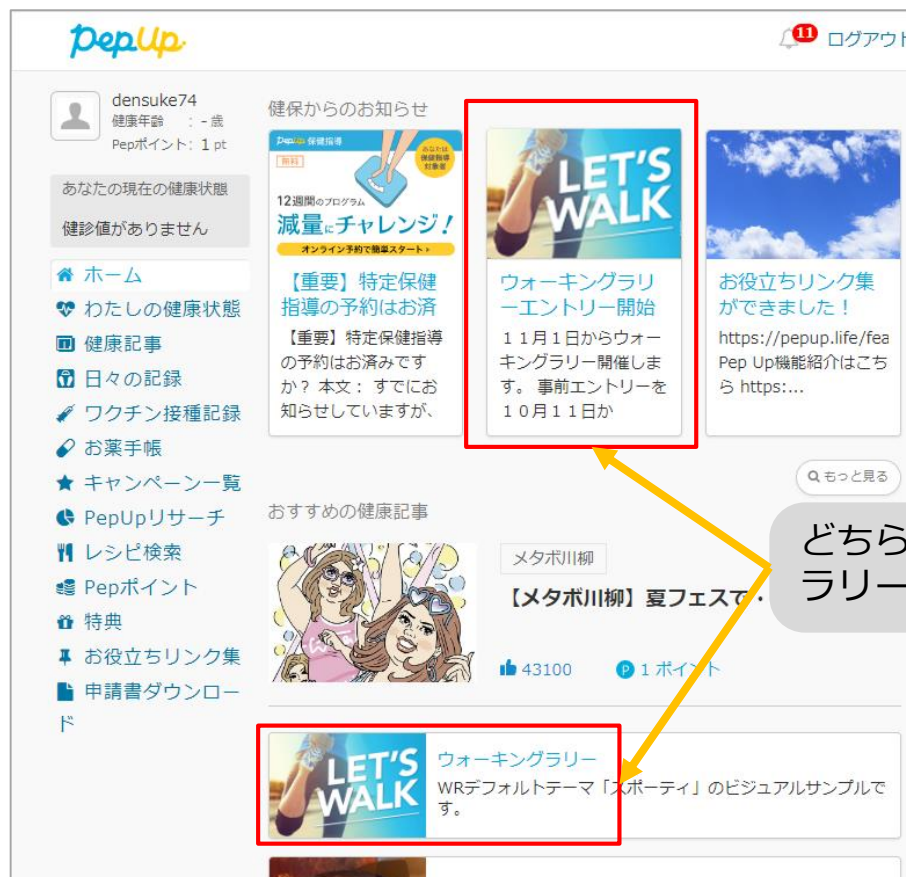 PepUp
11 ログアウト
densuke74
健康年齢 : - 歳
Pepポイント: 1 pt
あなたの現在の健康状態
健診値がありません
ホーム
わたしの健康状態
健康記事
日々の記録
ワクチン接種記録
お薬手帳
キャンペーン一覧
PepUpリサーチ
レシピ検索
Pepポイント
特典
お役立ちリンク集
申請書ダウンロー
ド
健保からのお知らせ
PepUp 保健指導
無料
あなたは
保健指導
対象者
12週間のプログラム
減量にチャレンジ!
オンライン予約で簡単スタート
【重要】特定保健
指導の予約はお済
【重要】特定保健指導
の予約はお済みです
か? 本文: すでにお
知らせしていますが、
LET'S
WALK
ウォーキングラリ
ーエントリー開始
11月1日からウォー
キングラリー開催しま
す。 事前エントリーを
10月11日か
お役立ちリンク集
ができました!
https://pepup.life/fea
Pep Up機能紹介はこち
ら https:...
もっと見る
おすすめの健康記事
メタボ川柳
【メタボ川柳】夏フェスで・
43100
P 1 ポイント
どちら
ラリー
LET'S
WALK
ウォーキングラリー
WRデフォルトテーマ「スポーティ」のビジュアルサンプルで
す。